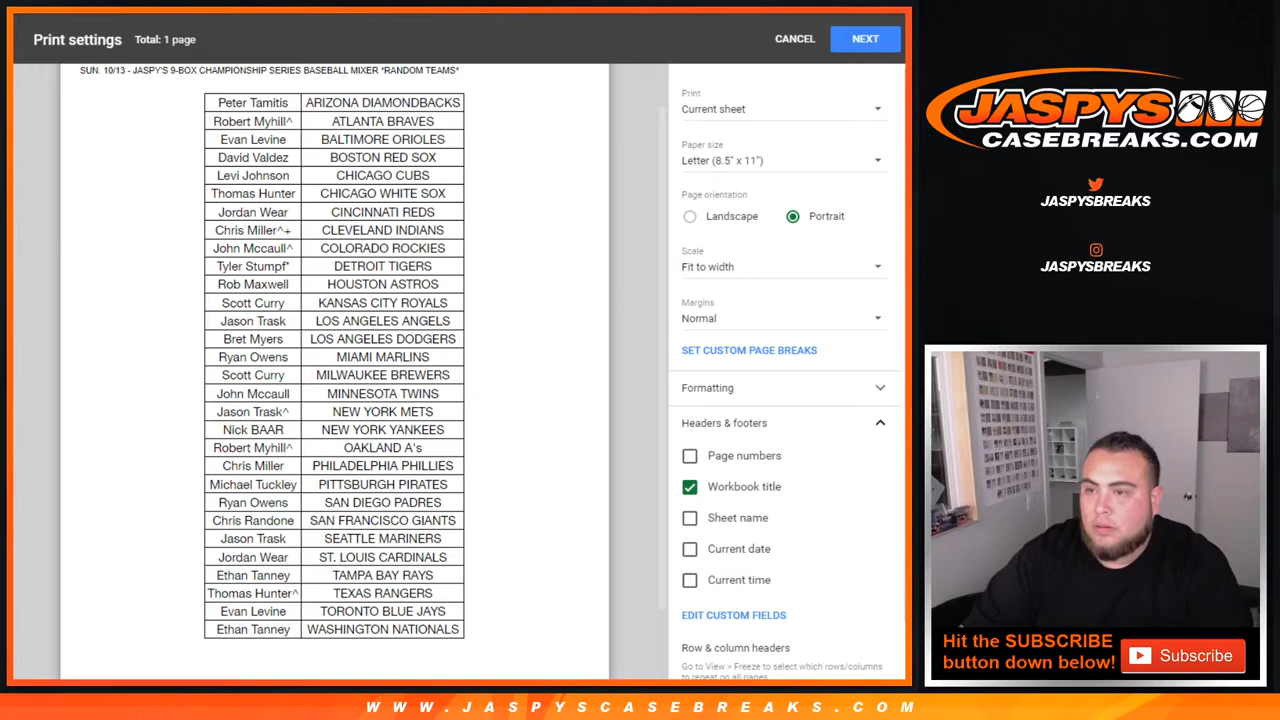 Print settings Total: 1 page CANCEL NEXT
SUN. 10/13 - JASPY'S 9-BOX CHAMPIONSHIP SERIES BASEBALL MIXER *RANDOM TEAMS*
Peter Tamitis ARIZONA DIAMONDBACKS
Robert Myhill^ ATLANTA BRAVES
Evan Levine BALTIMORE ORIOLES
David Valdez BOSTON RED SOX
Levi Johnson CHICAGO CUBS
Thomas Hunter CHICAGO WHITE SOX
Jordan Wear CINCINNATI REDS
Chris Miller^+ CLEVELAND INDIANS
John Mccaull^ COLORADO ROCKIES
Tyler Stumpf* DETROIT TIGERS
Rob Maxwell HOUSTON ASTROS
Scott Curry KANSAS CITY ROYALS
Jason Trask LOS ANGELES ANGELS
Bret Myers LOS ANGELES DODGERS
Ryan Owens MIAMI MARLINS
Scott Curry MILWAUKEE BREWERS
John Mccaull MINNESOTA TWINS
Jason Trask^ NEW YORK METS
Nick BAAR NEW YORK YANKEES
Robert Myhill^ OAKLAND A's
Chris Miller PHILADELPHIA PHILLIES
Michael Tuckley PITTSBURGH PIRATES
Ryan Owens SAN DIEGO PADRES
Chris Randone SAN FRANCISCO GIANTS
Jason Trask SEATTLE MARINERS
Jordan Wear ST. LOUIS CARDINALS
Ethan Tanney TAMPA BAY RAYS
Thomas Hunter^ TEXAS RANGERS
Evan Levine TORONTO BLUE JAYS
Ethan Tanney WASHINGTON NATIONALS
Print
Current sheet
Paper size
Letter (8.5" x 11")
Page orientation
Landscape Portrait
Scale
Fit to width
Margins
Normal
SET CUSTOM PAGE BREAKS
Formatting
Headers & footers
Page numbers
Workbook title
Sheet name
Current date
Current time
EDIT CUSTOM FIELDS
Row & column headers
Go to View > Freeze to select which rows/columns
to repeat on all pages
JASPYS
CASEBREAKS.COM
JASPYSBREAKS
JASPYSBREAKS
Hit the SUBSCRIBE
button down below!
Subscribe
WWW.JASPYSCASEBREAKS.COM